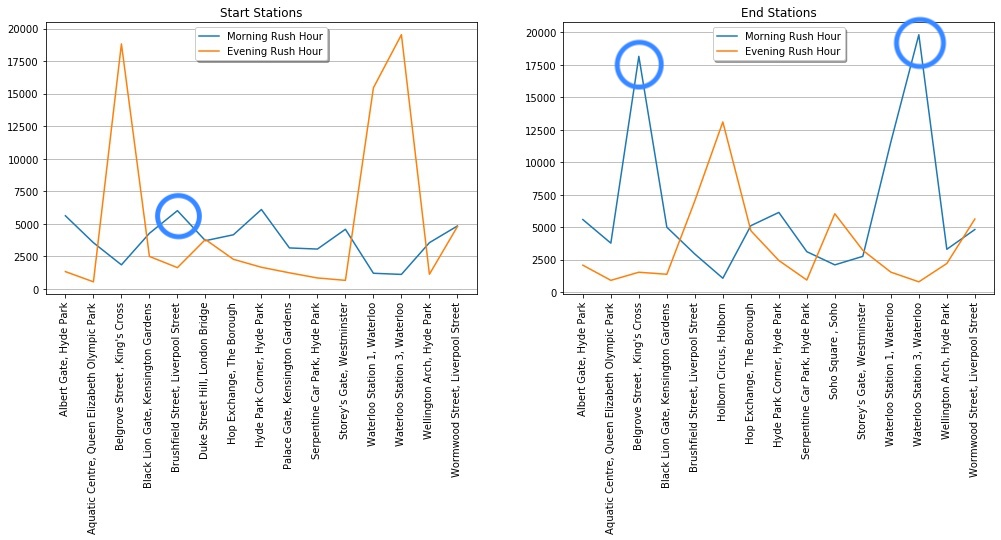 Start Stations
Morning Rush Hour
Evening Rush Hour
20000
17500
15000
12500
10000
7500
5000
2500
0
Albert Gate, Hyde Park
Aquatic Centre, Queen Elizabeth Olympic Park
Belgrove Street , King's Cross
Black Lion Gate, Kensington Gardens
Brushfield Street, Liverpool Street
Duke Street Hill, London Bridge
Hop Exchange, The Borough
Hyde Park Corner, Hyde Park
Palace Gate, Kensington Gardens
Serpentine Car Park, Hyde Park
Storey's Gate, Westminster
Waterloo Station 1, Waterloo
Waterloo Station 3, Waterloo
Wellington Arch, Hyde Park
Wormwood Street, Liverpool Street
End Stations
Morning Rush Hour
Evening Rush Hour
20000
17500
15000
12500
10000
7500
5000
2500
0
Albert Gate, Hyde Park
Aquatic Centre, Queen Elizabeth Olympic Park
Belgrove Street , King's Cross
Black Lion Gate, Kensington Gardens
Brushfield Street, Liverpool Street
Holborn Circus, Holborn
Hop Exchange, The Borough
Hyde Park Corner, Hyde Park
Serpentine Car Park, Hyde Park
Soho Square , Soho
Storey's Gate, Westminster
Waterloo Station 1, Waterloo
Waterloo Station 3, Waterloo
Wellington Arch, Hyde Park
Wormwood Street, Liverpool Street